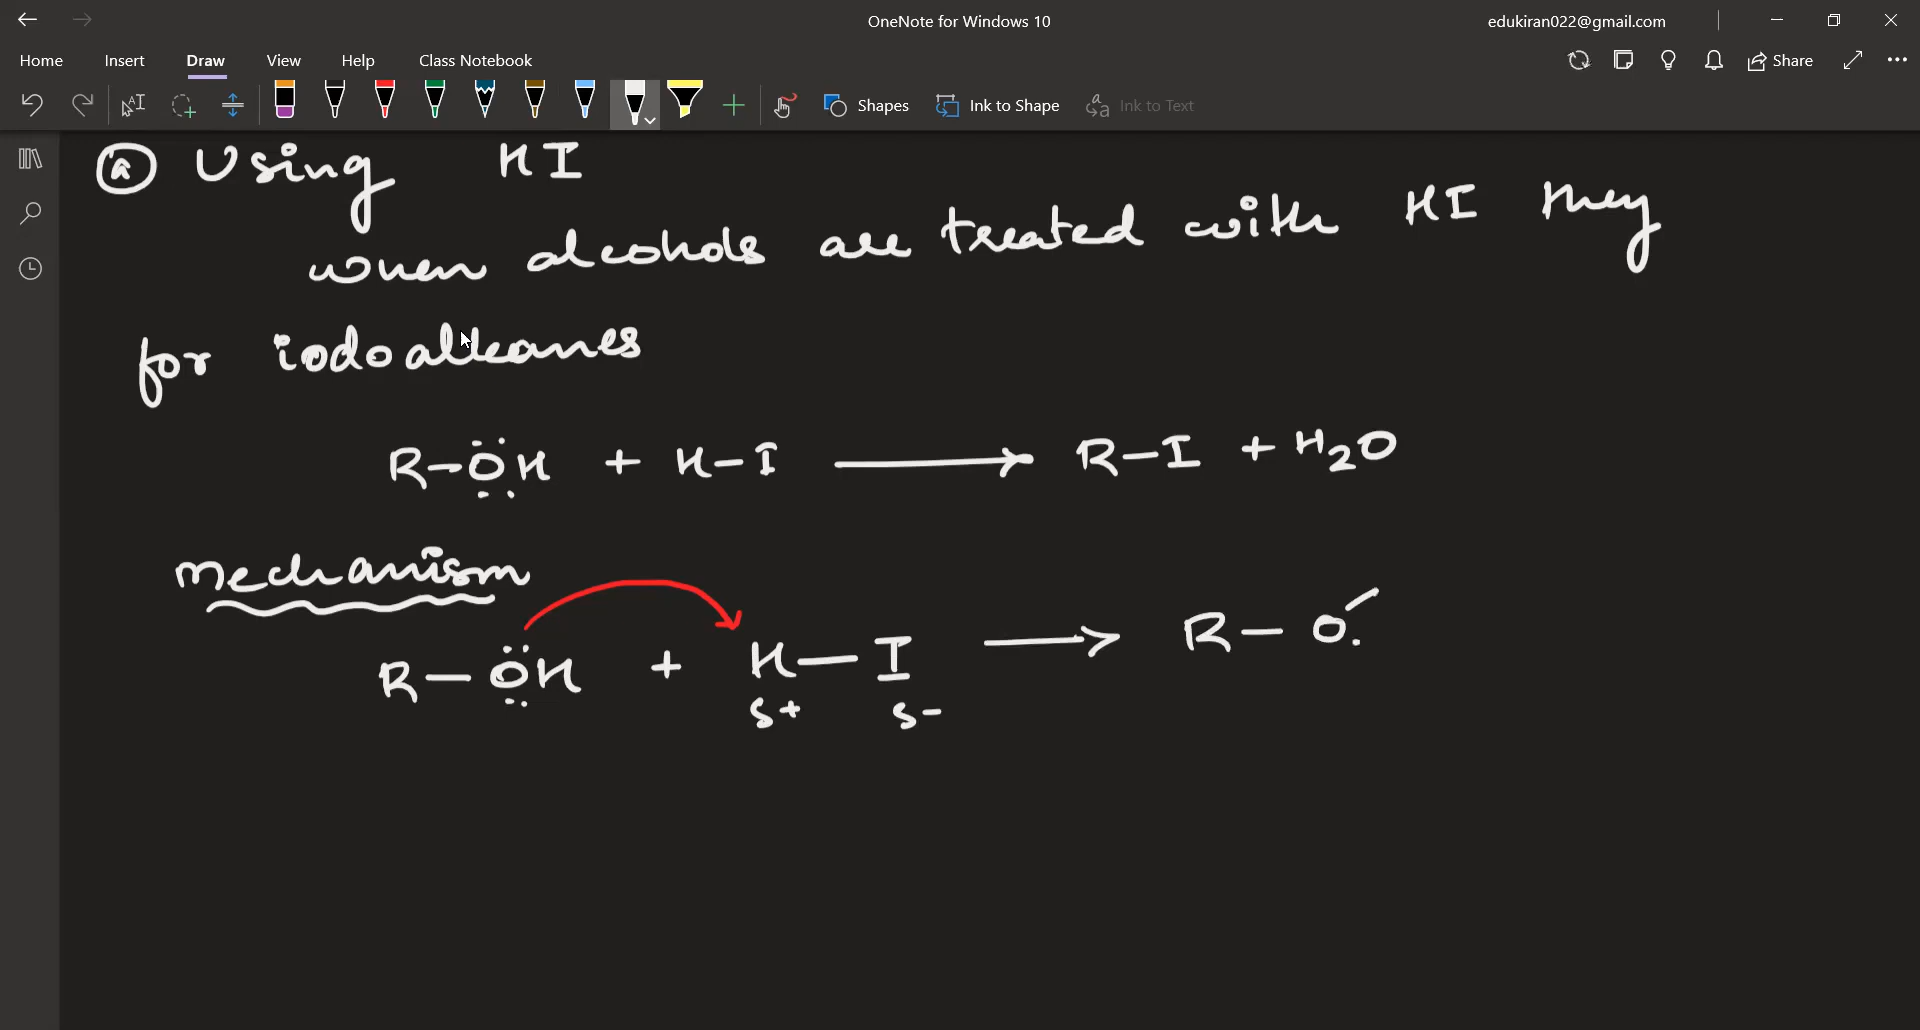 OneNote for Windows 10
edukiran022@gmail.com
Home Insert Draw View Help Class Notebook
Share
Shapes Ink to Shape Ink to Text
ⓐ Using HI
when alcohols are treated with HI they
for iodoalkanes
R-ÖH + H-I ⟶ R-I + H2O
mechanism
R-ÖH + H-I ⟶ R-O
δ+ δ-